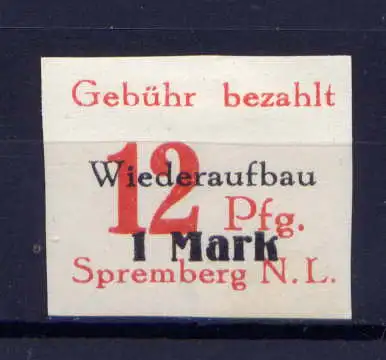 Gebühr bezahlt
Wiederaufbau
12 Pfg.
1 Mark
Spremberg N.L.